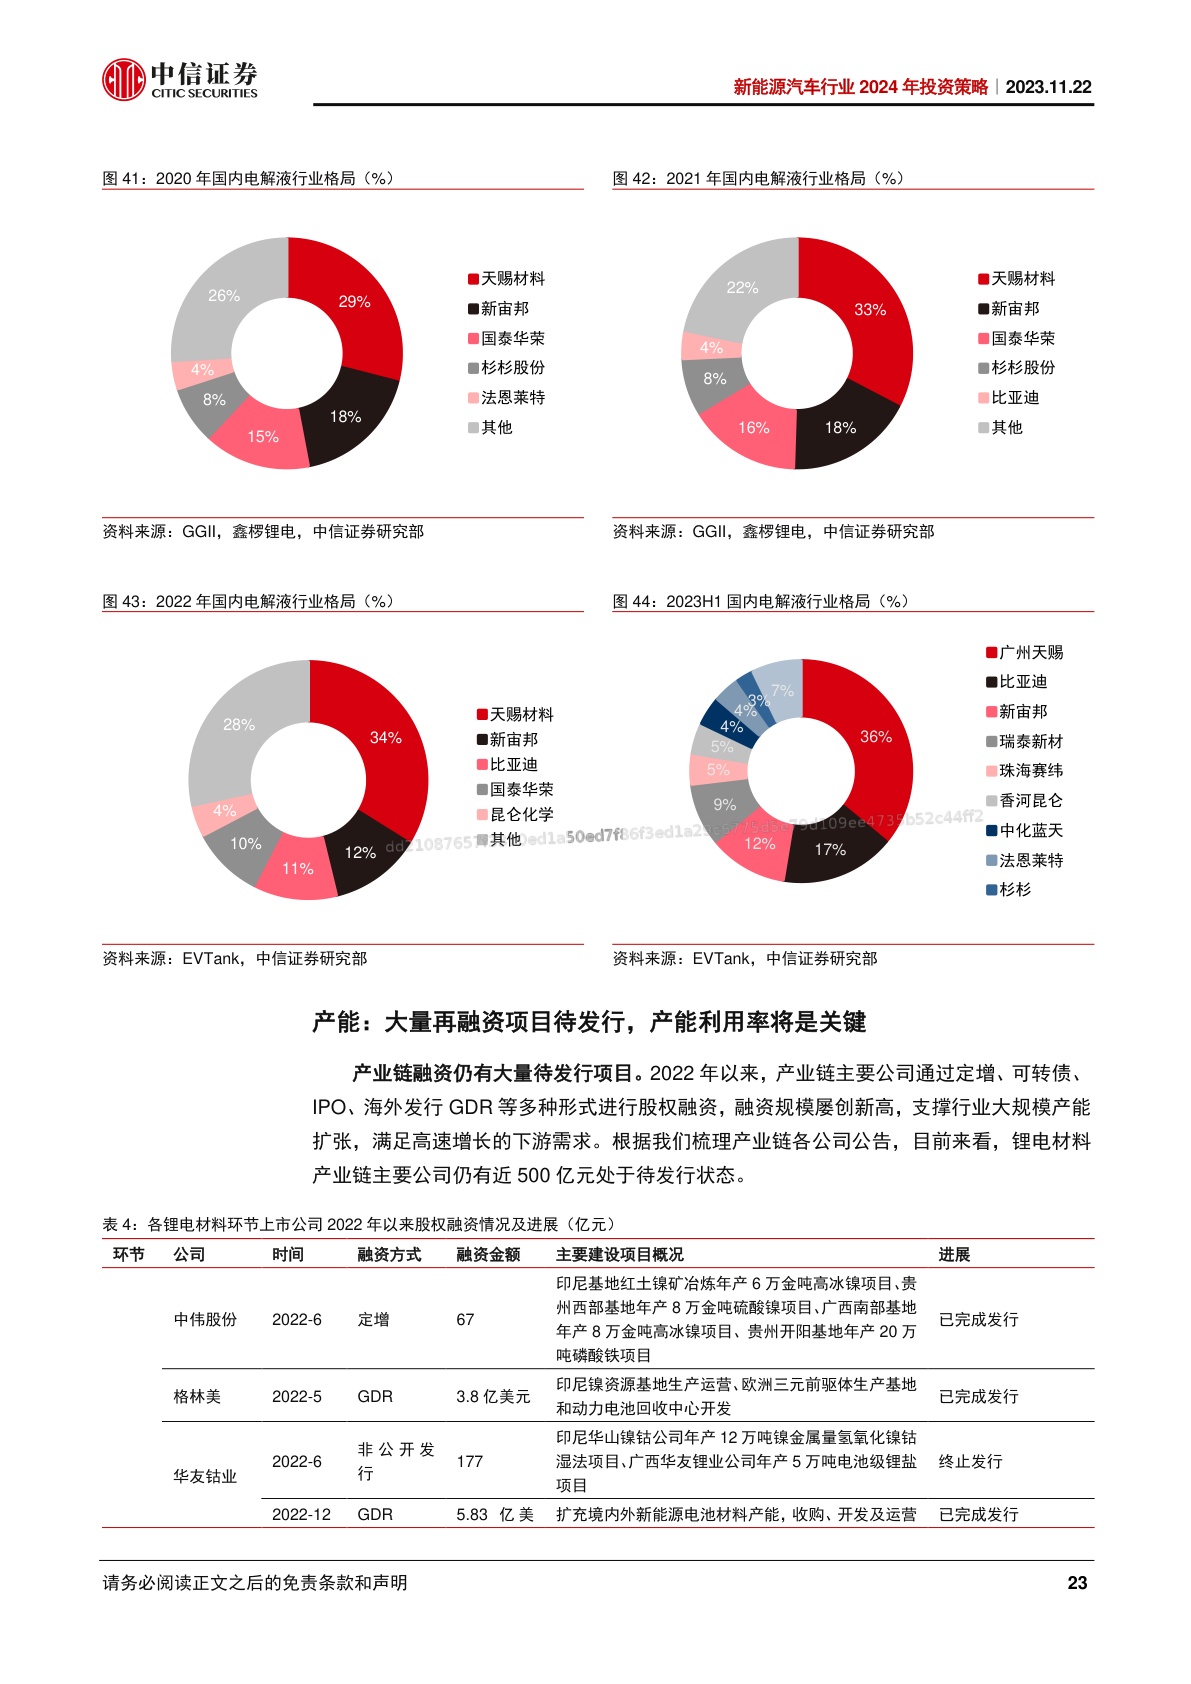 中信证券
CITIC SECURITIES
新能源汽车行业 2024 年投资策略｜2023.11.22
图 41：2020 年国内电解液行业格局（%）
29%
18%
15%
8%
4%
26%
天赐材料
新宙邦
国泰华荣
杉杉股份
法恩莱特
其他
资料来源：GGII，鑫椤锂电，中信证券研究部
图 42：2021 年国内电解液行业格局（%）
33%
18%
16%
8%
4%
22%
天赐材料
新宙邦
国泰华荣
杉杉股份
比亚迪
其他
资料来源：GGII，鑫椤锂电，中信证券研究部
图 43：2022 年国内电解液行业格局（%）
34%
12%
11%
10%
4%
28%
天赐材料
新宙邦
比亚迪
国泰华荣
昆仑化学
其他
资料来源：EVTank，中信证券研究部
图 44：2023H1 国内电解液行业格局（%）
36%
17%
12%
9%
5%
5%
4%
4%
3%
7%
广州天赐
比亚迪
新宙邦
瑞泰新材
珠海赛纬
香河昆仑
中化蓝天
法恩莱特
杉杉
资料来源：EVTank，中信证券研究部
产能：大量再融资项目待发行，产能利用率将是关键
产业链融资仍有大量待发行项目。2022 年以来，产业链主要公司通过定增、可转债、
IPO、海外发行 GDR 等多种形式进行股权融资，融资规模屡创新高，支撑行业大规模产能
扩张，满足高速增长的下游需求。根据我们梳理产业链各公司公告，目前来看，锂电材料
产业链主要公司仍有近 500 亿元处于待发行状态。
表 4：各锂电材料环节上市公司 2022 年以来股权融资情况及进展（亿元）
环节 公司 时间 融资方式 融资金额 主要建设项目概况 进展
中伟股份 2022-6 定增 67 印尼基地红土镍矿冶炼年产 6 万金吨高冰镍项目、贵
州西部基地年产 8 万金吨硫酸镍项目、广西南部基地
年产 8 万金吨高冰镍项目、贵州开阳基地年产 20 万
吨磷酸铁项目 已完成发行
格林美 2022-5 GDR 3.8 亿美元 印尼镍资源基地生产运营、欧洲三元前驱体生产基地
和动力电池回收中心开发 已完成发行
华友钴业 2022-6 非公开发
行 177 印尼华山镍钴公司年产 12 万吨镍金属量氢氧化镍钴
湿法项目、广西华友锂业公司年产 5 万吨电池级锂盐
项目 终止发行
2022-12 GDR 5.83 亿美 扩充境内外新能源电池材料产能，收购、开发及运营 已完成发行
请务必阅读正文之后的免责条款和声明 23